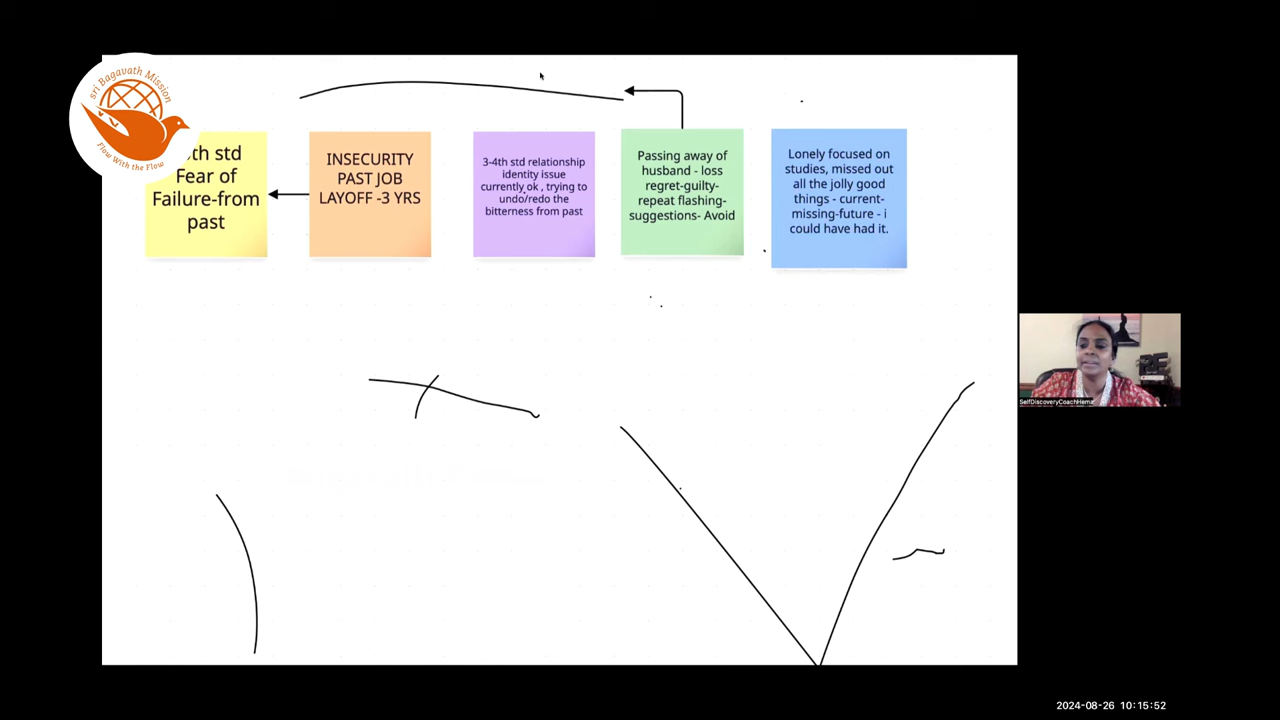 sri Bagavath Mission
Flow With the Flow
th std
Fear of
Failure-from
past
INSECURITY
PAST JOB
LAYOFF -3 YRS
3-4th std relationship
identity issue
currently,ok , trying to
undo/redo the
bitterness from past
Passing away of
husband - loss
regret-guilty-
repeat flashing-
suggestions- Avoid
Lonely focused on
studies, missed out
all the jolly good
things - current-
missing-future - i
could have had it.
SelfDiscoveryCoachHema
2024-08-26 10:15:52